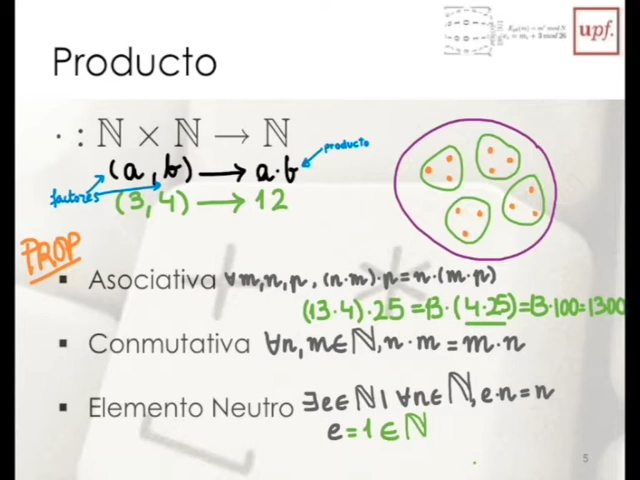 upf.
Producto
· : ℕ × ℕ → ℕ
(a, b) → a·b
producto
factores
(3, 4) → 12
PROP
Asociativa ∀m,n,p, (n·m)·p=n·(m·p)
(13·4)·25=13·(4·25)=13·100=1300
Conmutativa ∀n,m∈ℕ, n·m=m·n
Elemento Neutro ∃e∈ℕ| ∀n∈ℕ, e·n=n
e=1∈ℕ
5